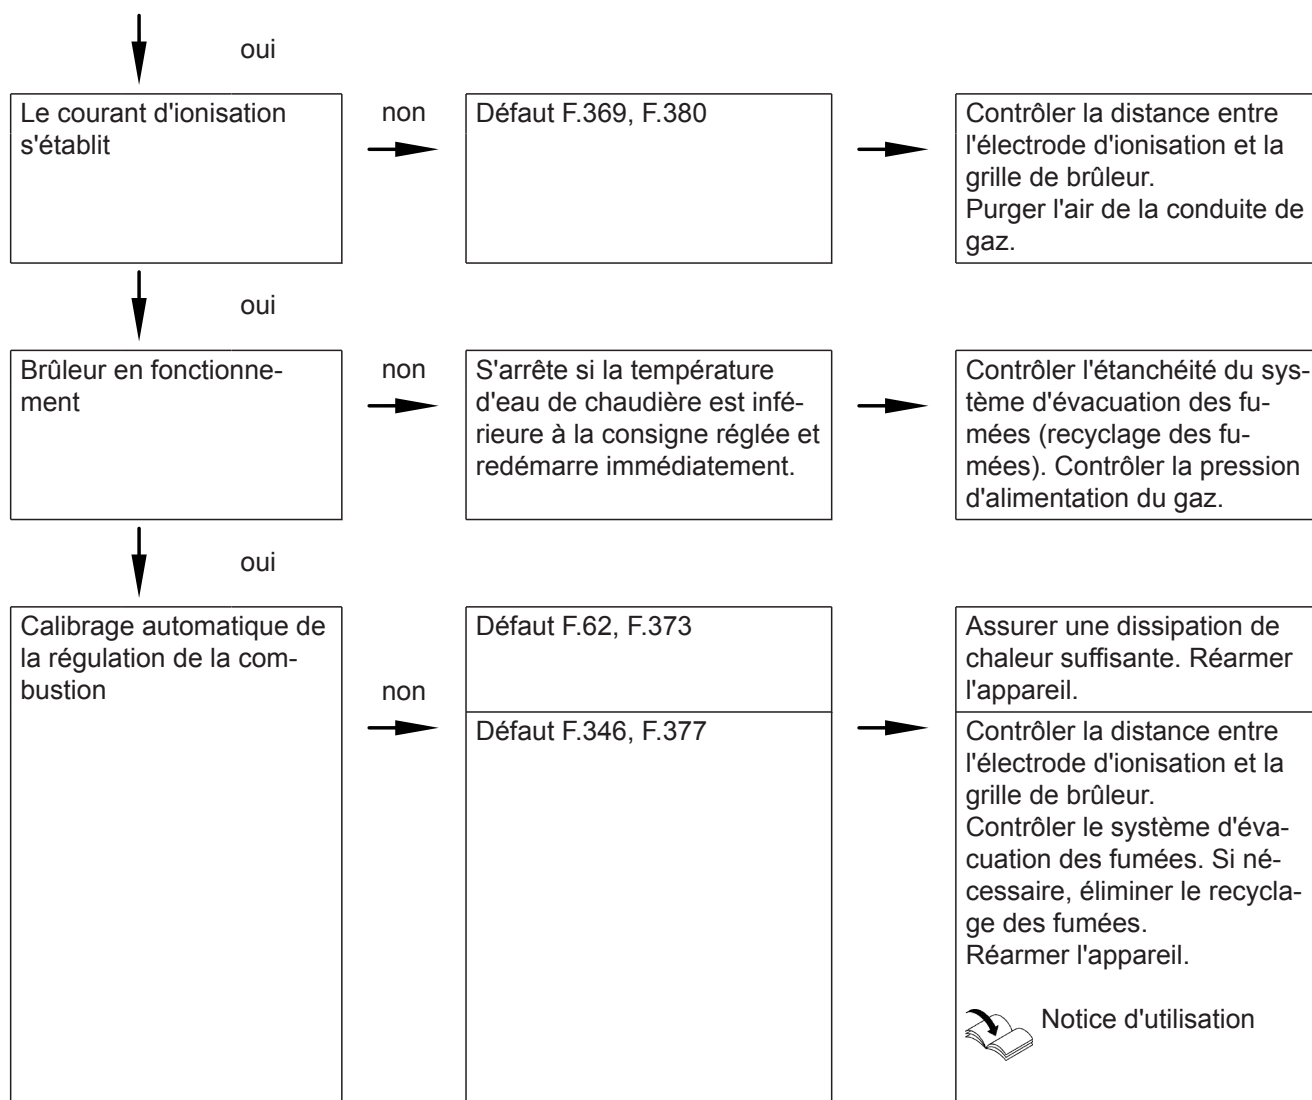 oui
Le courant d'ionisation
s'établit
non
Défaut F.369, F.380
Contrôler la distance entre
l'électrode d'ionisation et la
grille de brûleur.
Purger l'air de la conduite de
gaz.
oui
Brûleur en fonctionne-
ment
non
S'arrête si la température
d'eau de chaudière est infé-
rieure à la consigne réglée et
redémarre immédiatement.
Contrôler l'étanchéité du sys-
tème d'évacuation des fu-
mées (recyclage des fu-
mées). Contrôler la pression
d'alimentation du gaz.
oui
Calibrage automatique de
la régulation de la com-
bustion
non
Défaut F.62, F.373
Assurer une dissipation de
chaleur suffisante. Réarmer
l'appareil.
Défaut F.346, F.377
Contrôler la distance entre
l'électrode d'ionisation et la
grille de brûleur.
Contrôler le système d'éva-
cuation des fumées. Si né-
cessaire, éliminer le recycla-
ge des fumées.
Réarmer l'appareil.
Notice d'utilisation